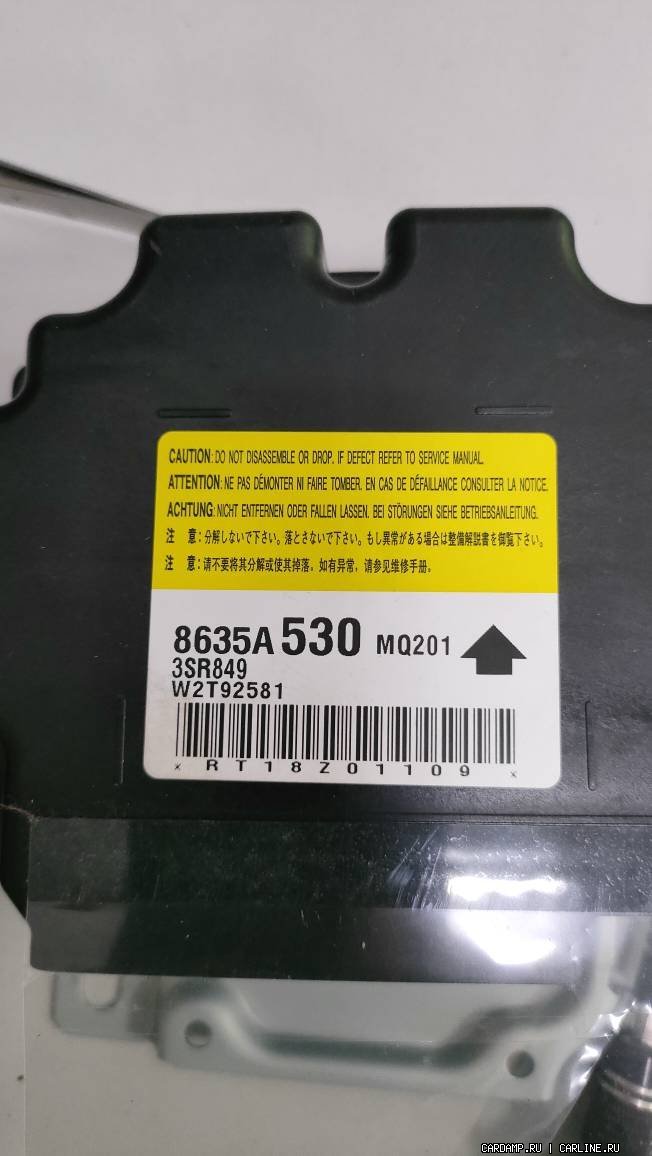 CAUTION: DO NOT DISASSEMBLE OR DROP. IF DEFECT REFER TO SERVICE MANUAL.
ATTENTION: NE PAS DÉMONTER NI FAIRE TOMBER. EN CAS DE DÉFAILLANCE CONSULTER LA NOTICE.
ACHTUNG: NICHT ENTFERNEN ODER FALLEN LASSEN. BEI STÖRUNGEN SIEHE BETRIEBSANLEITUNG.
注 意:分解しないで下さい。落とさないで下さい。もし異常がある場合は整備解説書を御覧下さい。
注 意:请不要将其分解或使其掉落。如有异常,请参见维修手册。
8635A 530 MQ201
3SR849
W2T92581
* RT18Z01109 *
CARDAMP.RU | CARLINE.RU